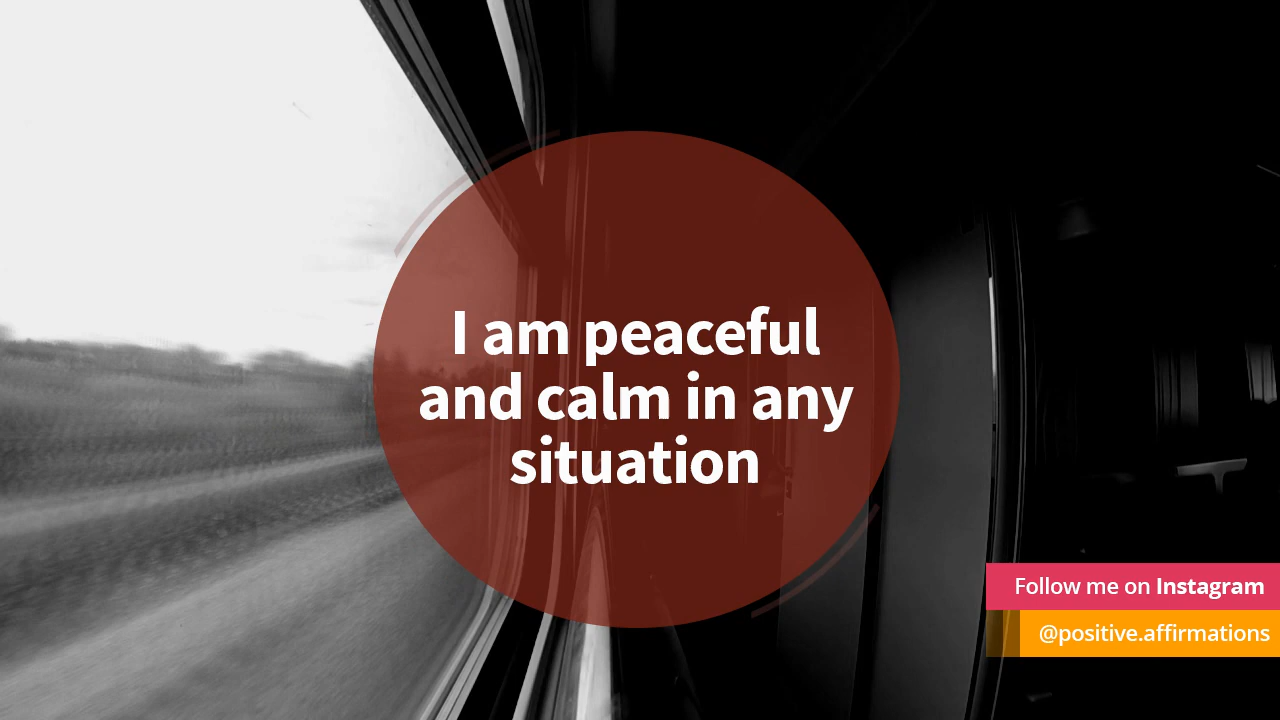 I am peaceful
and calm in any
situation
Follow me on Instagram
@positive.affirmations